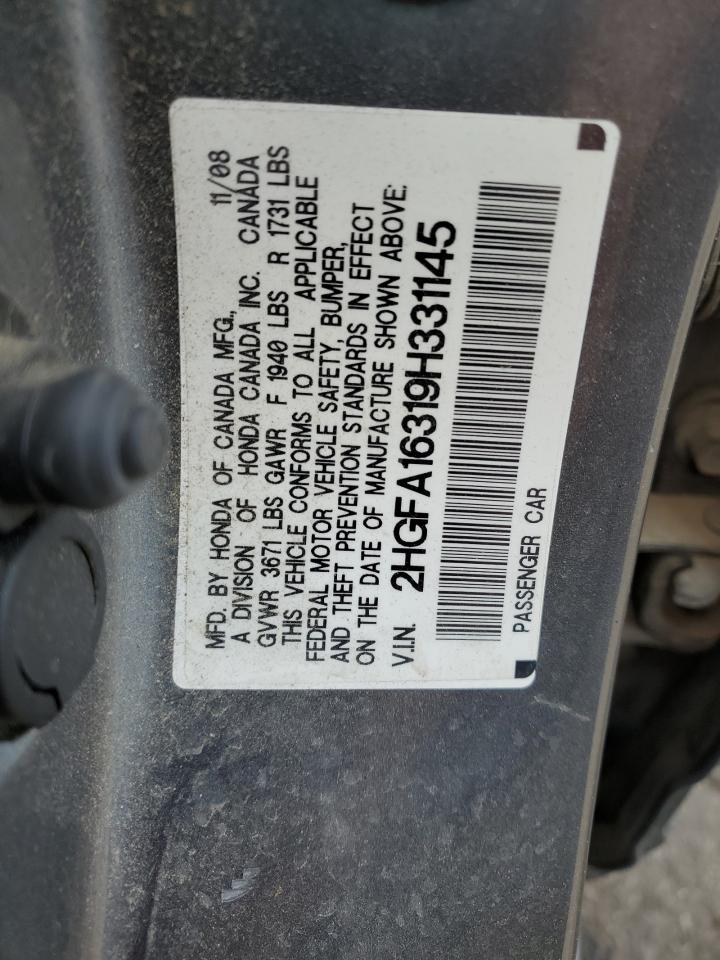 MFD. BY HONDA OF CANADA MFG., 11/08
A DIVISION OF HONDA CANADA INC. CANADA
GVWR 3671 LBS GAWR F 1940 LBS R 1731 LBS
THIS VEHICLE CONFORMS TO ALL APPLICABLE
FEDERAL MOTOR VEHICLE SAFETY, BUMPER,
AND THEFT PREVENTION STANDARDS IN EFFECT
ON THE DATE OF MANUFACTURE SHOWN ABOVE:
V.I.N. 2HGFA16319H331145
PASSENGER CAR